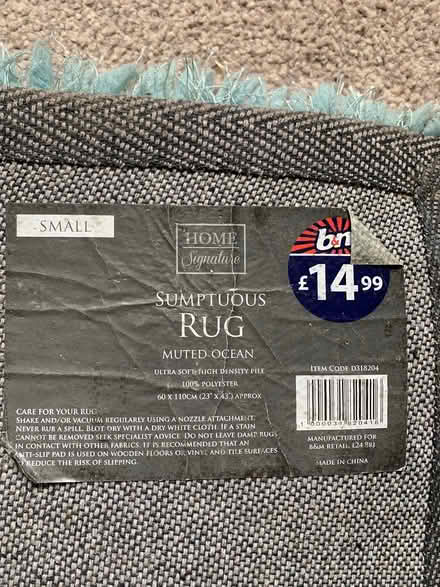 SMALL
HOME
Signature
b
£14.99
SUMPTUOUS
RUG
MUTED OCEAN
ULTRA SOFT HIGH DENSITY PILE
100% POLYESTER
60 X 110CM (23" X 43") APPROX
ITEM CODE D318204
CARE FOR YOUR RUG
SHAKE AND/OR VACUUM REGULARLY USING A NOZZLE ATTACHMENT.
NEVER RUB A SPILL. BLOT DRY WITH A DRY WHITE CLOTH. IF A STAIN
CANNOT BE REMOVED SEEK SPECIALIST ADVICE. DO NOT LEAVE DAMP RUGS
IN CONTACT WITH OTHER FABRICS. IT IS RECOMMENDED THAT AN
ANTI-SLIP PAD IS USED ON WOODEN FLOORS OR VINYL AND TILE SURFACES
TO REDUCE THE RISK OF SLIPPING.
MANUFACTURED FOR
B&M RETAIL, L24 8RJ
MADE IN CHINA